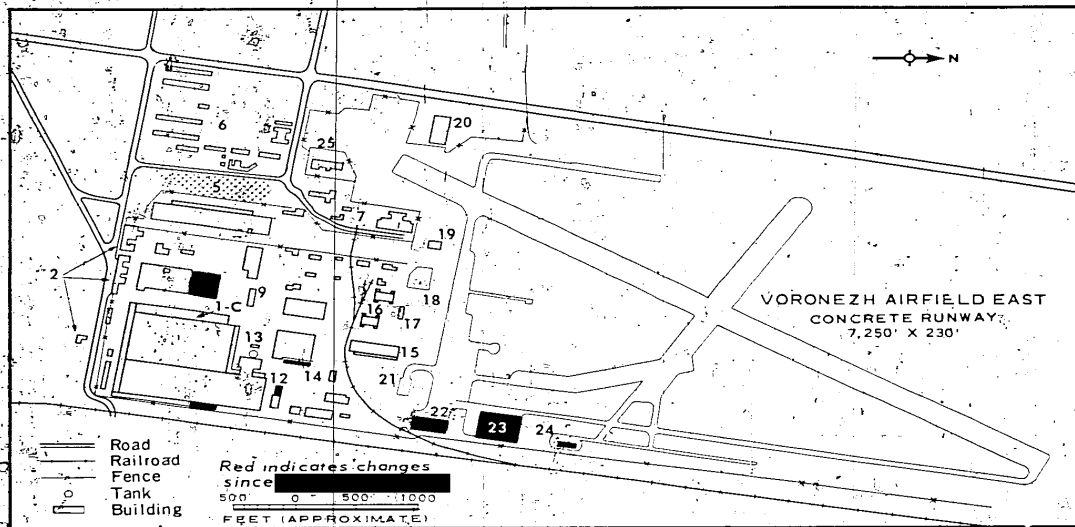 N
20
6
25
5
7
19
2
9
18
1-C
16
17
VORONEZH AIRFIELD EAST
CONCRETE RUNWAY
7,250' X 230'
13
15
14
12
21
22
23
24
Road
Railroad
Fence
Tank
Building
Red indicates changes
since
500 0 500 1000
FEET (APPROXIMATE)